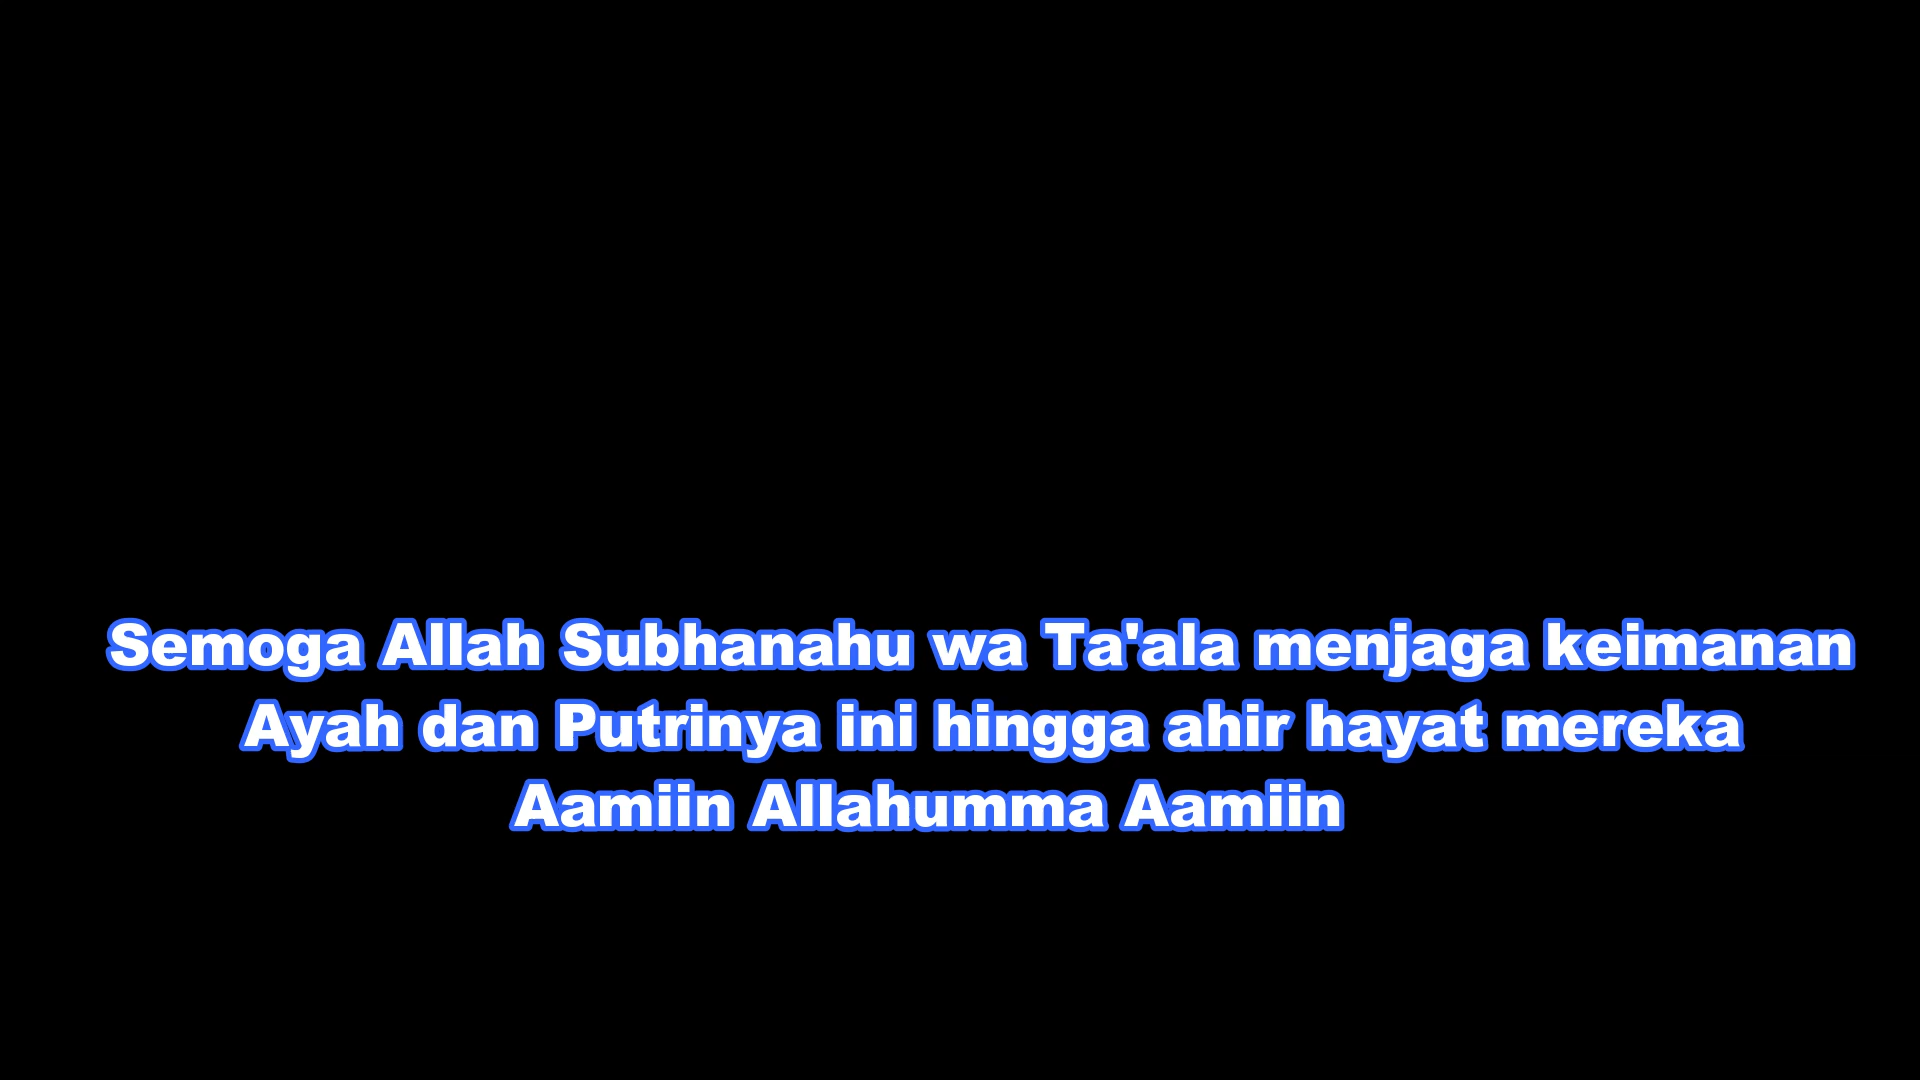 Semoga Allah Subhanahu wa Ta'ala menjaga keimanan
Ayah dan Putrinya ini hingga ahir hayat mereka
Aamiin Allahumma Aamiin